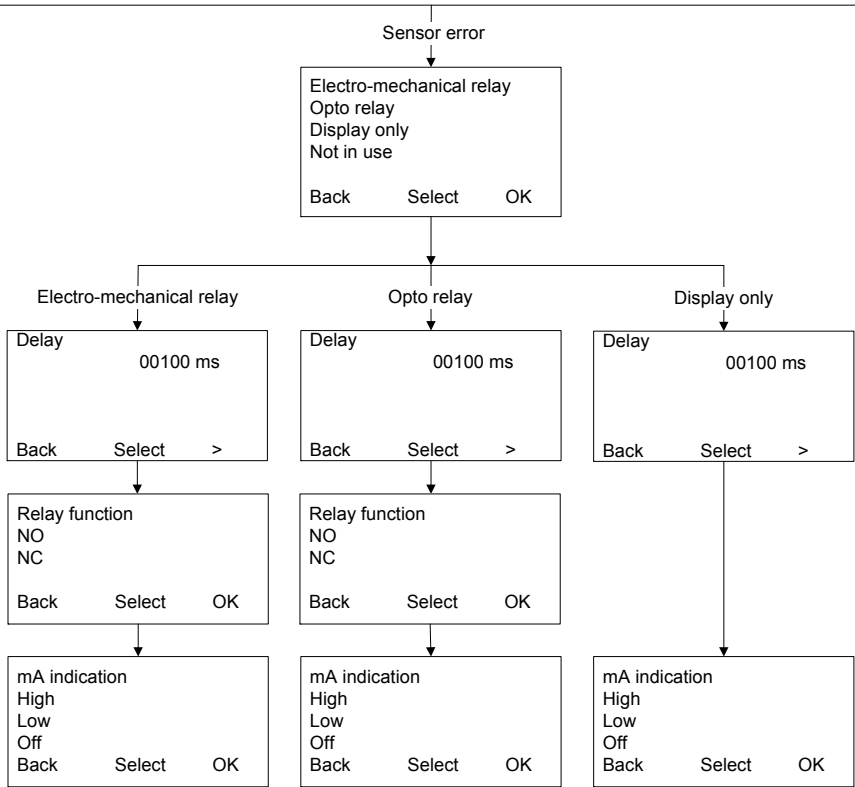 Sensor error
Electro-mechanical relay
Opto relay
Display only
Not in use
Back Select OK
Electro-mechanical relay
Delay
00100 ms
Back Select >
Relay function
NO
NC
Back Select OK
mA indication
High
Low
Off
Back Select OK
Opto relay
Delay
00100 ms
Back Select >
Relay function
NO
NC
Back Select OK
mA indication
High
Low
Off
Back Select OK
Display only
Delay
00100 ms
Back Select >
mA indication
High
Low
Off
Back Select OK